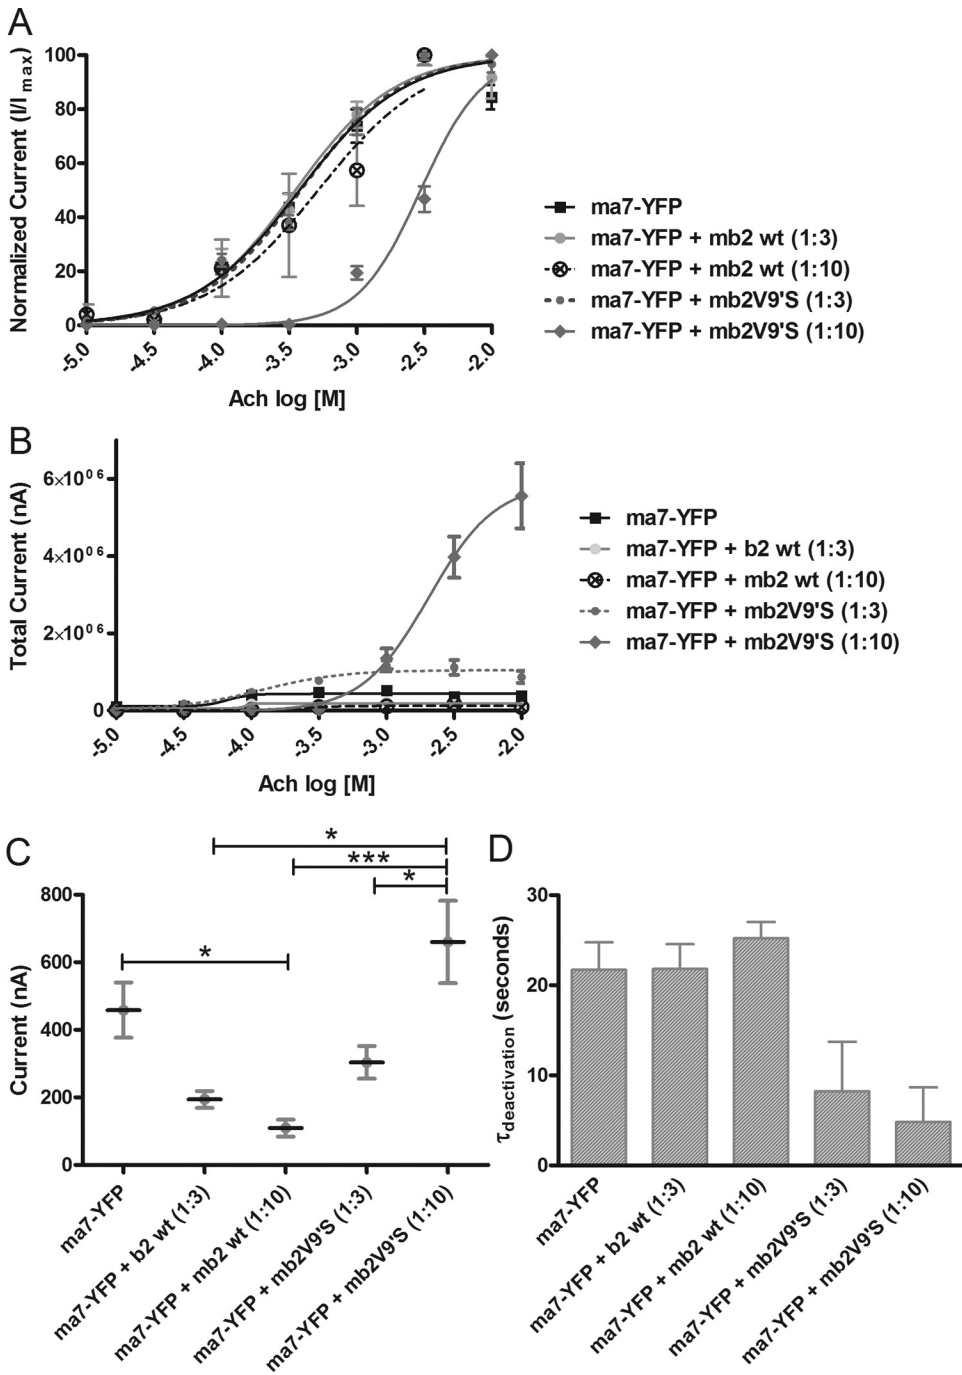 A
Normalized Current (I/Imax)
100
80
60
40
20
0
-5.0
-4.5
-4.0
-3.5
-3.0
-2.5
-2.0
Ach log [M]
ma7-YFP
ma7-YFP + mb2 wt (1:3)
ma7-YFP + mb2 wt (1:10)
ma7-YFP + mb2V9'S (1:3)
ma7-YFP + mb2V9'S (1:10)
B
Total Current (nA)
6×10⁰⁶
4×10⁰⁶
2×10⁰⁶
0
-5.0
-4.5
-4.0
-3.5
-3.0
-2.5
-2.0
Ach log [M]
ma7-YFP
ma7-YFP + b2 wt (1:3)
ma7-YFP + mb2 wt (1:10)
ma7-YFP + mb2V9'S (1:3)
ma7-YFP + mb2V9'S (1:10)
C
Current (nA)
800
600
400
200
0
*
***
*
*
ma7-YFP
ma7-YFP + b2 wt (1:3)
ma7-YFP + mb2 wt (1:10)
ma7-YFP + mb2V9'S (1:3)
ma7-YFP + mb2V9'S (1:10)
D
τdeactivation (seconds)
30
20
10
0
ma7-YFP
ma7-YFP + b2 wt (1:3)
ma7-YFP + mb2 wt (1:10)
ma7-YFP + mb2V9'S (1:3)
ma7-YFP + mb2V9'S (1:10)